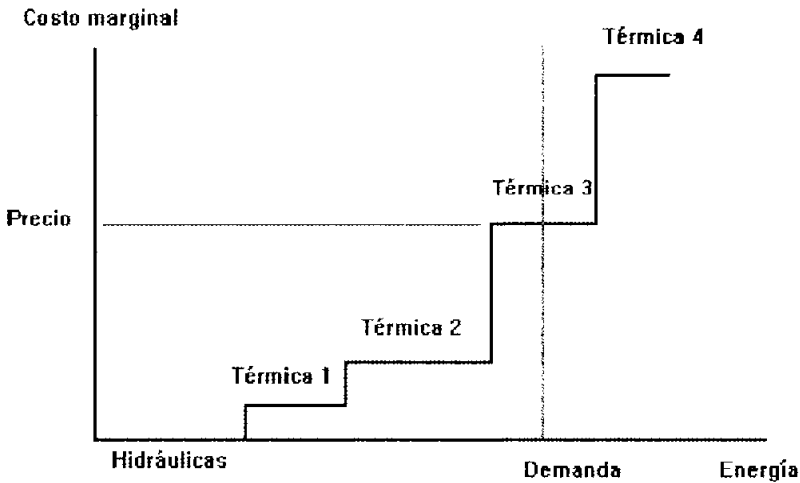 Costo marginal
Térmica 4
Térmica 3
Precio
Térmica 2
Térmica 1
Hidráulicas
Demanda
Energía